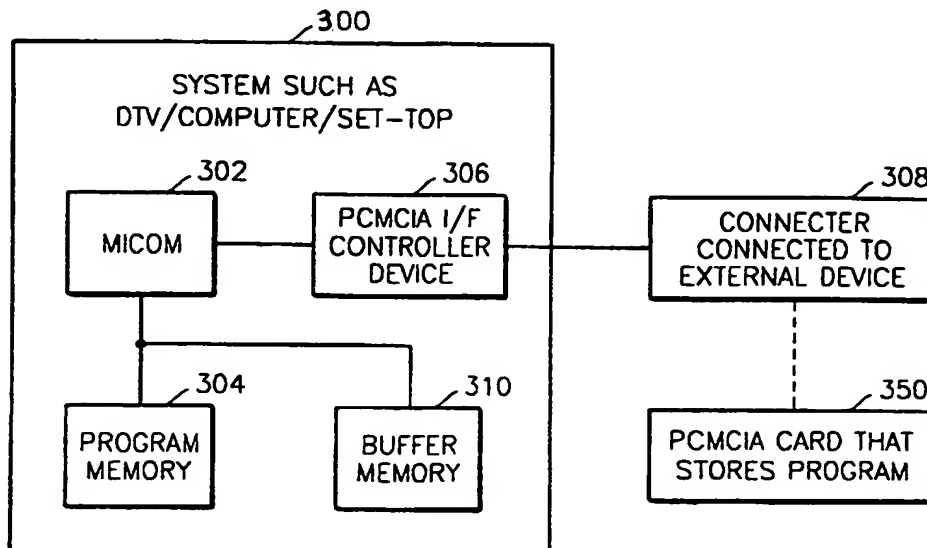 300
SYSTEM SUCH AS
DTV/COMPUTER/SET-TOP
302
MICOM
306
PCMCIA I/F
CONTROLLER
DEVICE
308
CONNECTER
CONNECTED TO
EXTERNAL DEVICE
304
PROGRAM
MEMORY
310
BUFFER
MEMORY
350
PCMCIA CARD THAT
STORES PROGRAM